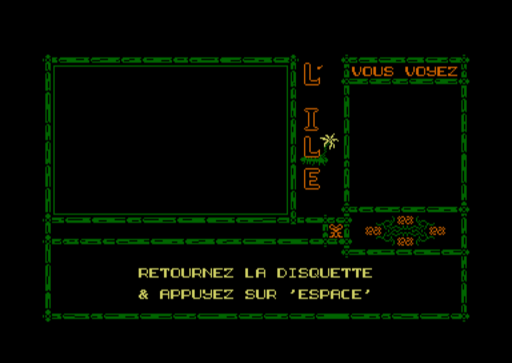 L'
ILE
VOUS VOYEZ
RETOURNEZ LA DISQUETTE
& APPUYEZ SUR 'ESPACE'